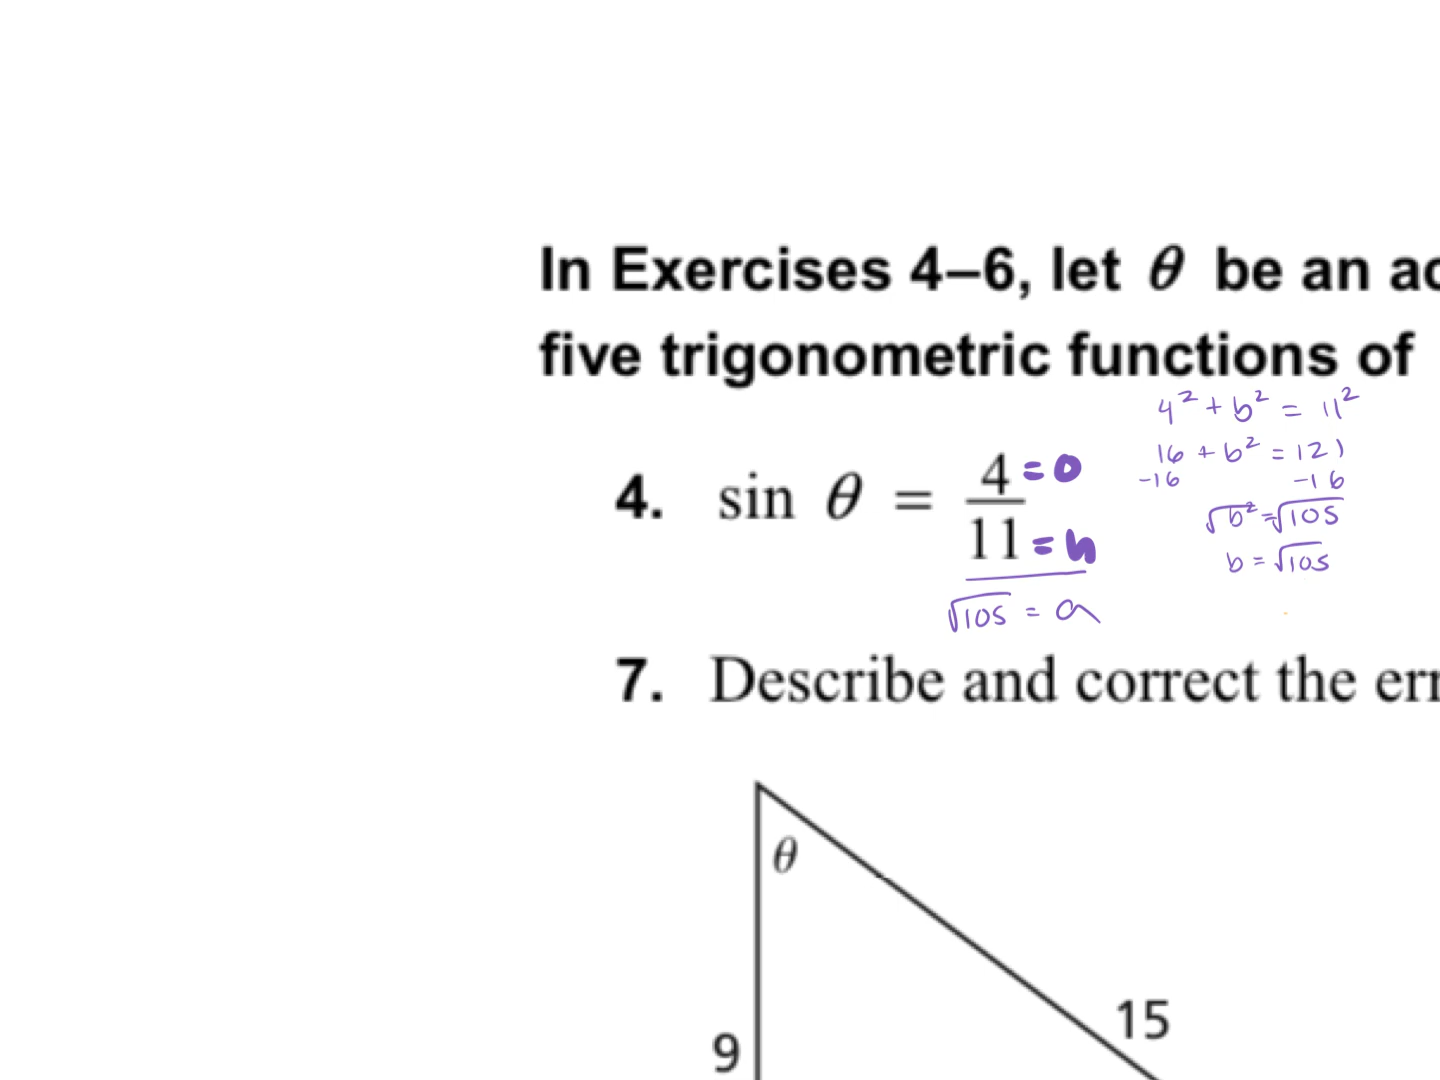 In Exercises 4–6, let θ be an ac
five trigonometric functions of
4² + b² = 11²
16 + b² = 121
-16 -16
√b² = √105
b = √105
4. sin θ = 4/11
= o
= h
√105 = a
7. Describe and correct the err
θ
15
9